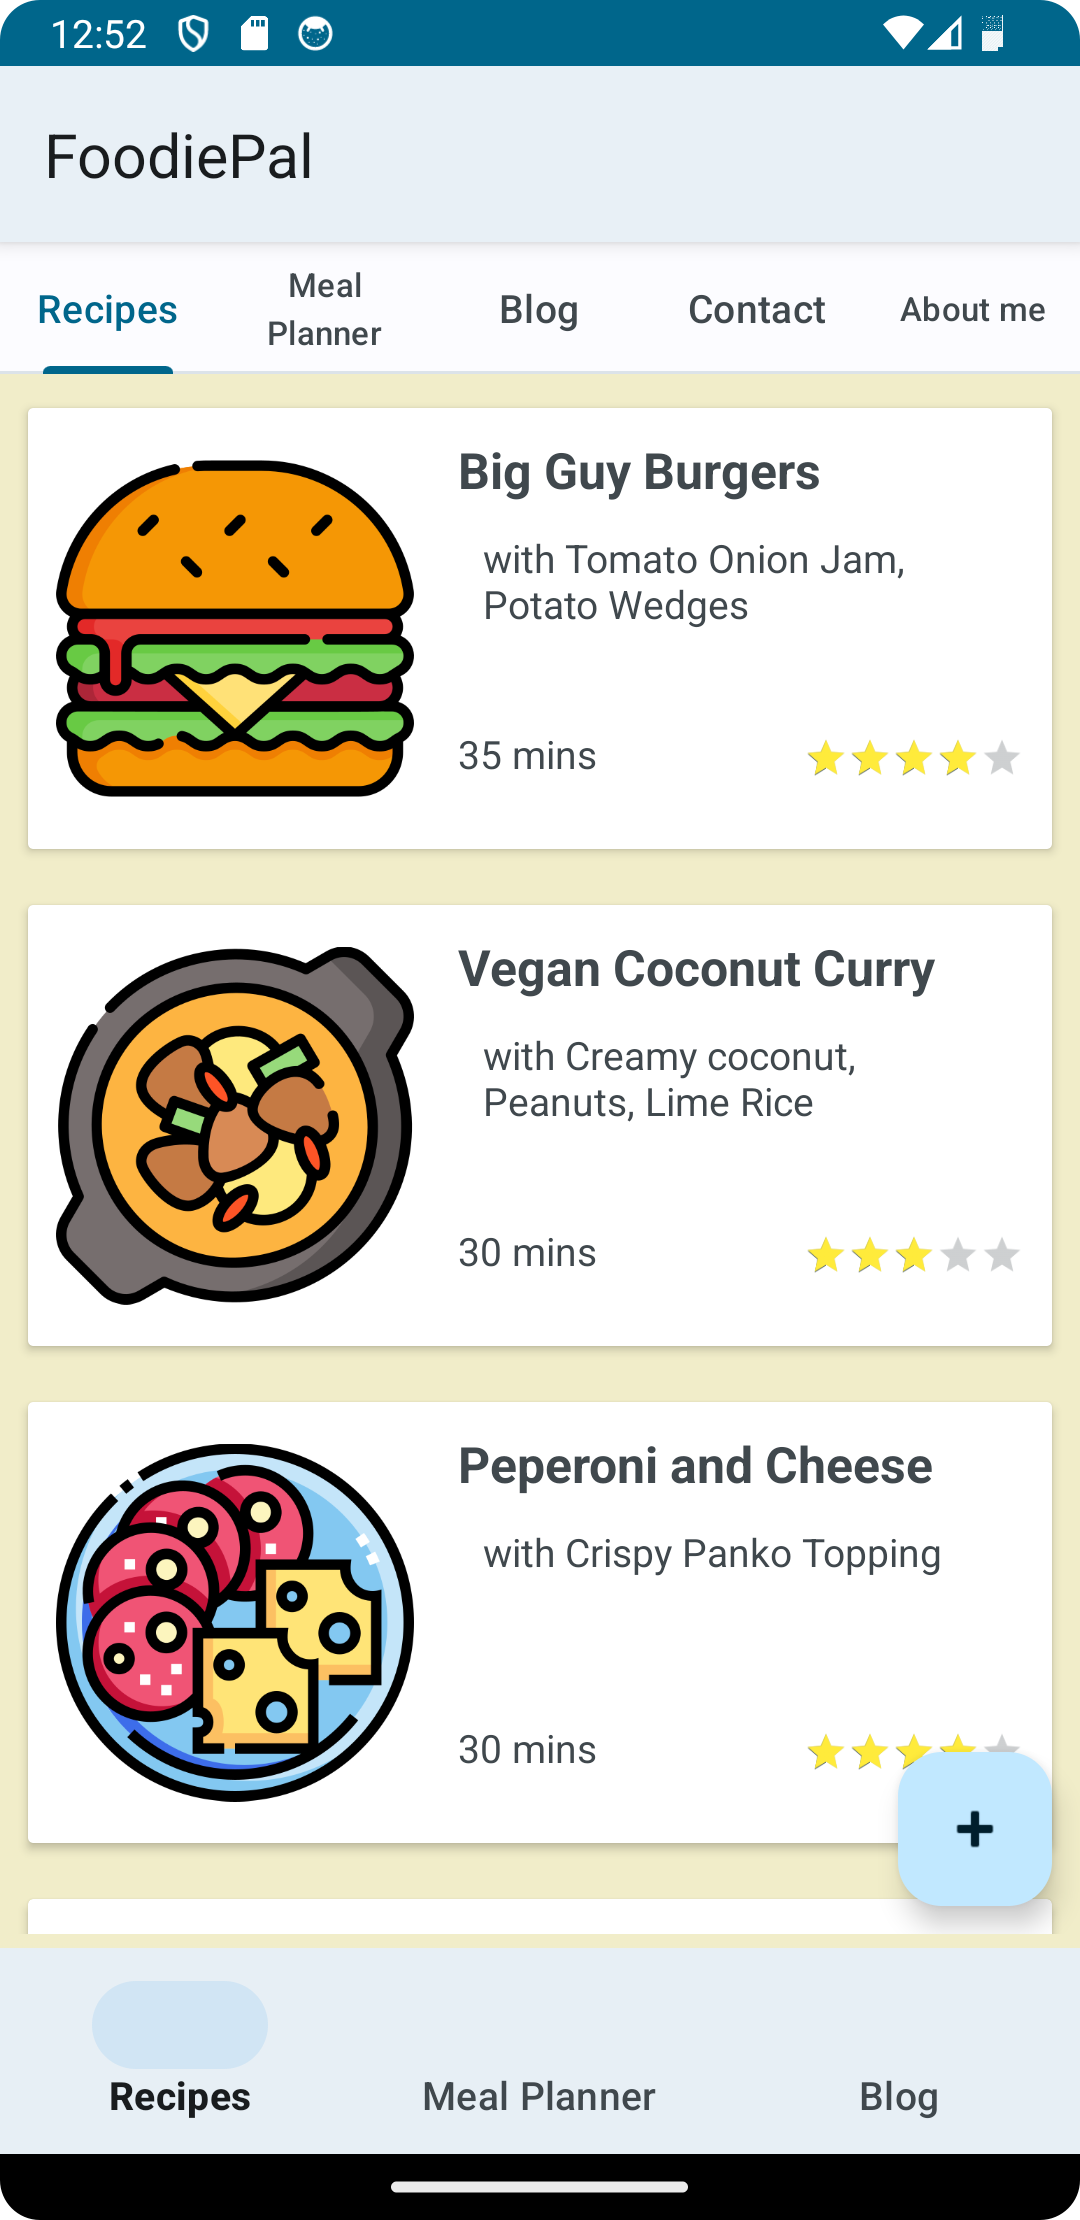 12:52
FoodiePal
Recipes
Meal
Planner
Blog
Contact
About me
Big Guy Burgers
with Tomato Onion Jam,
Potato Wedges
35 mins
Vegan Coconut Curry
with Creamy coconut,
Peanuts, Lime Rice
30 mins
Peperoni and Cheese
with Crispy Panko Topping
30 mins
+
Recipes
Meal Planner
Blog